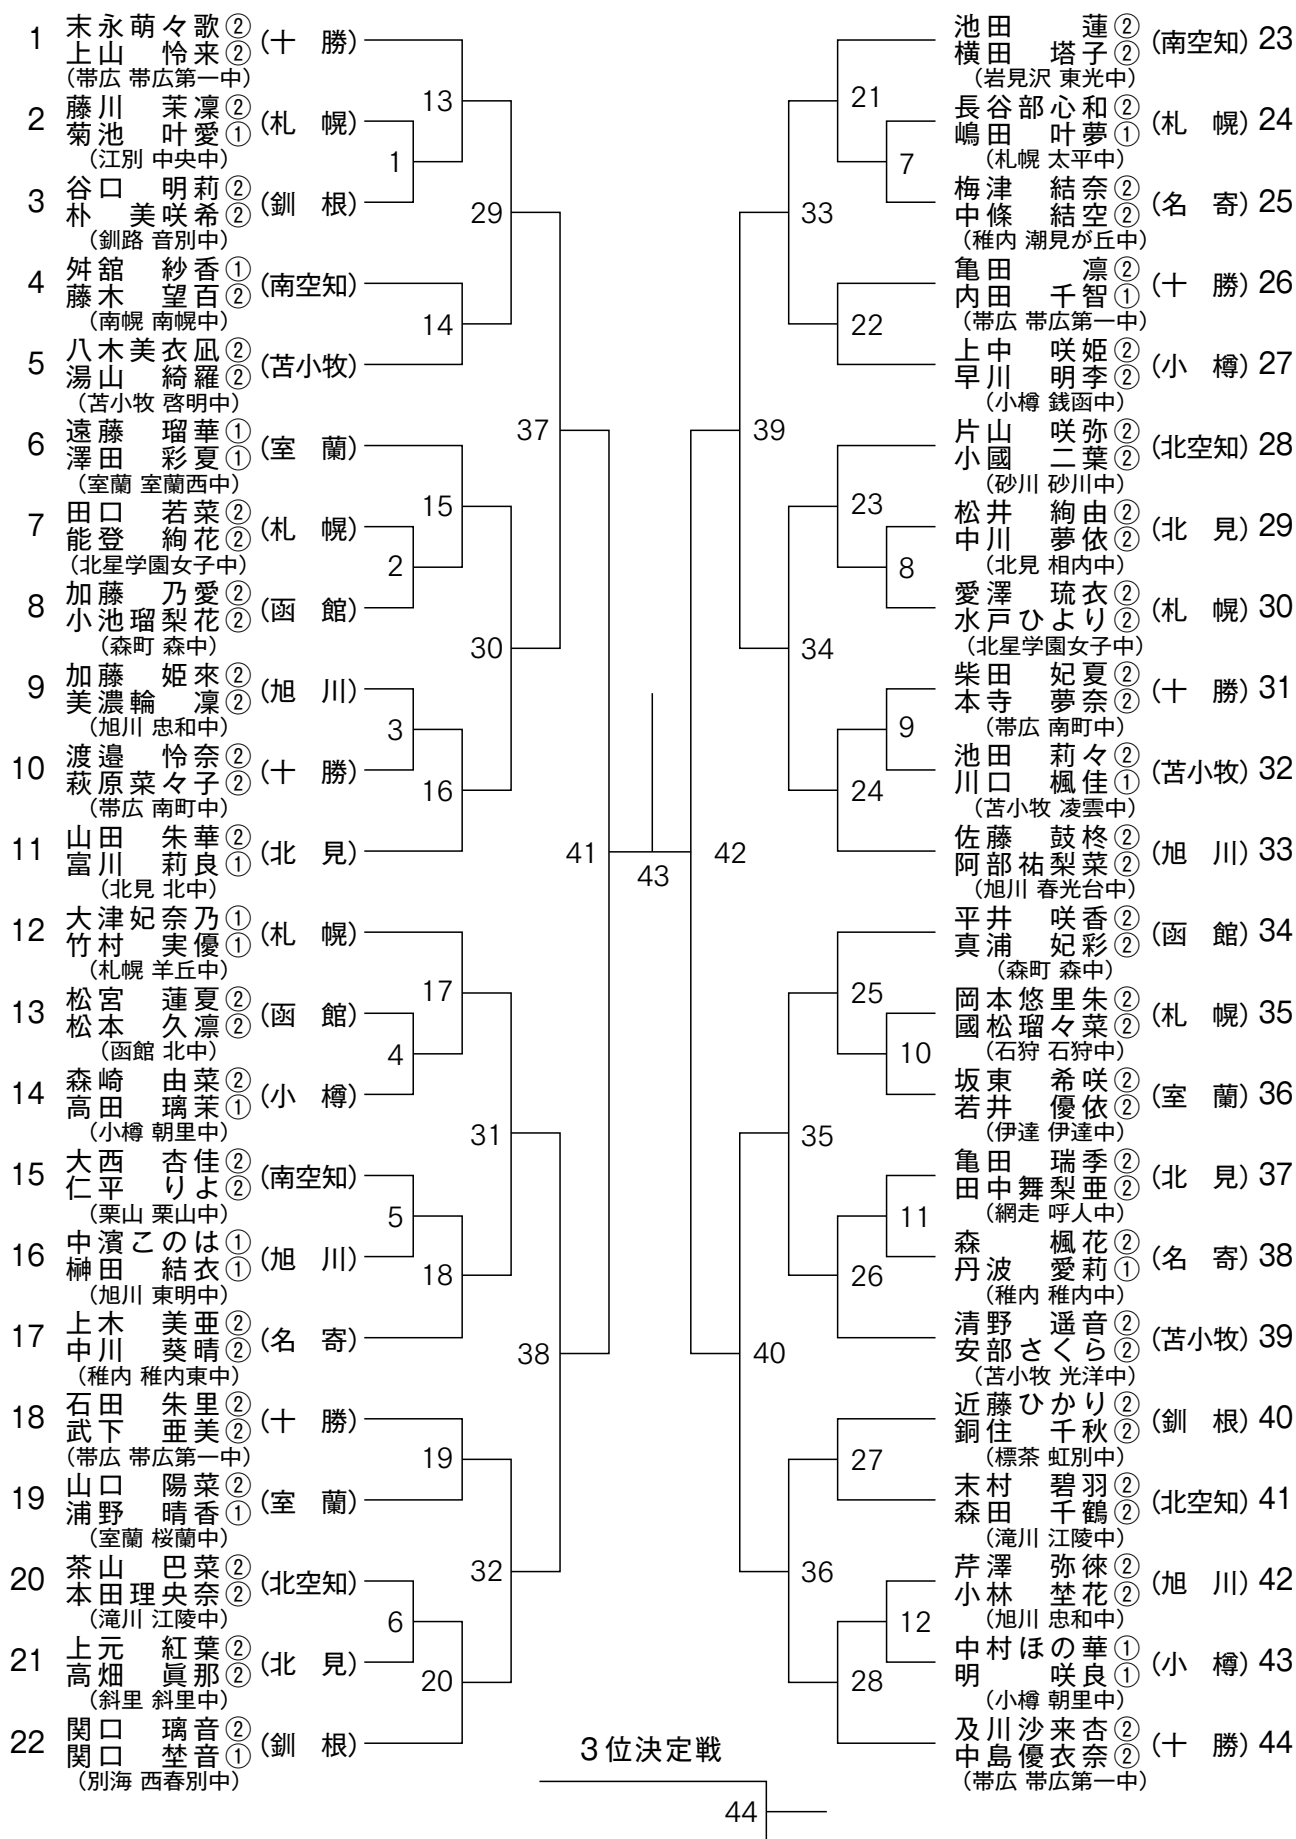 1 末永萌々歌② (十 勝)
上山 怜来②
(帯広 帯広第一中)
2 藤川 茉凜② (札 幌)
菊池 叶愛①
(江別 中央中)
3 谷口 明莉② (釧 根)
朴 美咲希②
(釧路 音別中)
4 舛舘 紗香① (南空知)
藤木 望百②
(南幌 南幌中)
5 八木美衣凪② (苫小牧)
湯山 綺羅②
(苫小牧 啓明中)
6 遠藤 瑠華① (室 蘭)
澤田 彩夏①
(室蘭 室蘭西中)
7 田口 若菜② (札 幌)
能登 絢花②
(北星学園女子中)
8 加藤 乃愛② (函 館)
小池瑠梨花②
(森町 森中)
9 加藤 姫來② (旭 川)
美濃輪 凜②
(旭川 忠和中)
10 渡邉 怜奈② (十 勝)
萩原菜々子②
(帯広 南町中)
11 山田 朱華② (北 見)
富川 莉良①
(北見 北中)
12 大津妃奈乃① (札 幌)
竹村 実優①
(札幌 羊丘中)
13 松宮 蓮夏② (函 館)
松本 久凛②
(函館 北中)
14 森崎 由菜② (小 樽)
高田 璃茉①
(小樽 朝里中)
15 大西 杏佳② (南空知)
仁平 りよ②
(栗山 栗山中)
16 中濱このは① (旭 川)
榊田 結衣①
(旭川 東明中)
17 上木 美亜② (名 寄)
中川 葵晴②
(稚内 稚内東中)
18 石田 朱里② (十 勝)
武下 亜美②
(帯広 帯広第一中)
19 山口 陽菜② (室 蘭)
浦野 晴香①
(室蘭 桜蘭中)
20 茶山 巴菜② (北空知)
本田理央奈②
(滝川 江陵中)
21 上元 紅葉② (北 見)
高畑 眞那②
(斜里 斜里中)
22 関口 璃音② (釧 根)
関口 埜音①
(別海 西春別中)
13
1
29
14
37
15
2
30
3
16
41
17
4
31
5
18
38
19
32
6
20
43
42
21
7
33
22
39
23
8
34
9
24
25
10
35
11
26
40
27
36
12
28
池田 蓮② (南空知) 23
横田 塔子②
(岩見沢 東光中)
長谷部心和② (札 幌) 24
嶋田 叶夢①
(札幌 太平中)
梅津 結奈② (名 寄) 25
中條 結空②
(稚内 潮見が丘中)
亀田 凛② (十 勝) 26
内田 千智①
(帯広 帯広第一中)
上中 咲姫② (小 樽) 27
早川 明李②
(小樽 銭函中)
片山 咲弥② (北空知) 28
小國 二葉②
(砂川 砂川中)
松井 絢由② (北 見) 29
中川 夢依②
(北見 相内中)
愛澤 琉衣② (札 幌) 30
水戸ひより②
(北星学園女子中)
柴田 妃夏② (十 勝) 31
本寺 夢奈②
(帯広 南町中)
池田 莉々② (苫小牧) 32
川口 楓佳①
(苫小牧 凌雲中)
佐藤 鼓柊② (旭 川) 33
阿部祐梨菜②
(旭川 春光台中)
平井 咲香② (函 館) 34
真浦 妃彩②
(森町 森中)
岡本悠里朱② (札 幌) 35
國松瑠々菜②
(石狩 石狩中)
坂東 希咲② (室 蘭) 36
若井 優依②
(伊達 伊達中)
亀田 瑞季② (北 見) 37
田中舞梨亜②
(網走 呼人中)
森 楓花② (名 寄) 38
丹波 愛莉①
(稚内 稚内中)
清野 遥音② (苫小牧) 39
安部さくら②
(苫小牧 光洋中)
近藤ひかり② (釧 根) 40
銅住 千秋②
(標茶 虹別中)
末村 碧羽② (北空知) 41
森田 千鶴②
(滝川 江陵中)
芹澤 弥徠② (旭 川) 42
小林 埜花②
(旭川 忠和中)
中村ほの華① (小 樽) 43
明 咲良①
(小樽 朝里中)
及川沙来杏② (十 勝) 44
中島優衣奈②
(帯広 帯広第一中)
3位決定戦
44